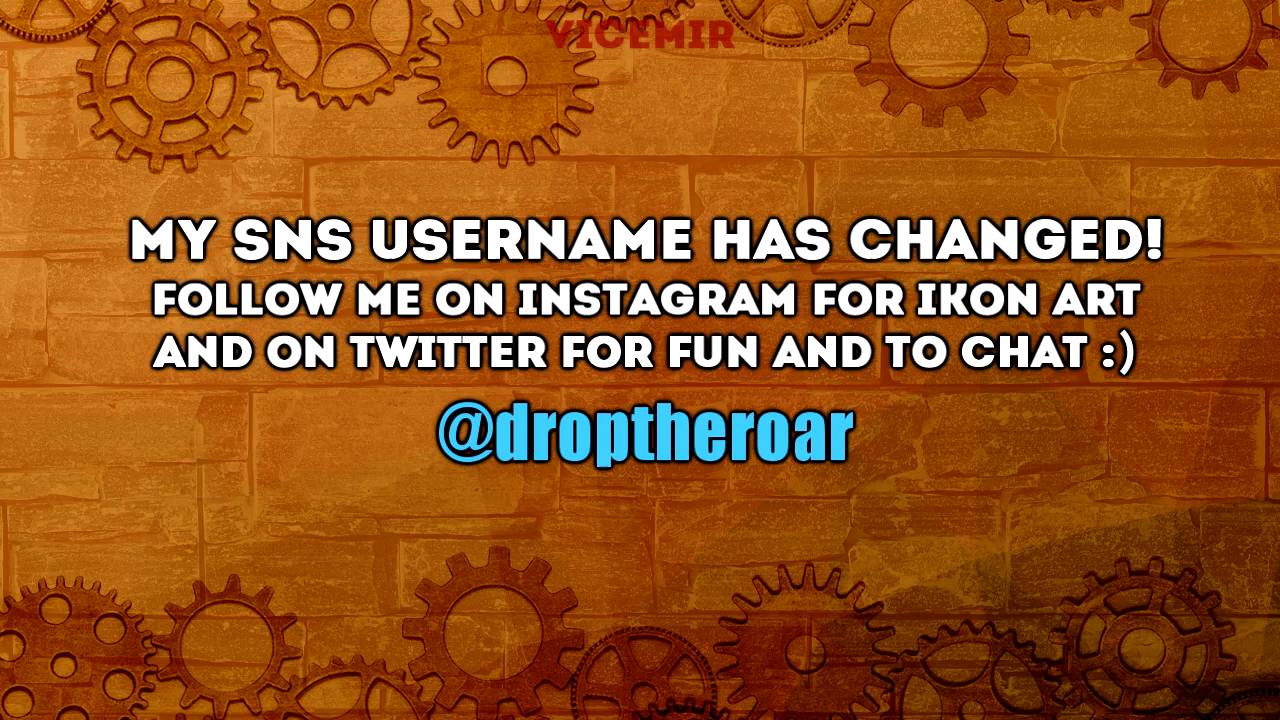 VICEMIR
MY SNS USERNAME HAS CHANGED!
FOLLOW ME ON INSTAGRAM FOR IKON ART
AND ON TWITTER FOR FUN AND TO CHAT :)
@droptheroar